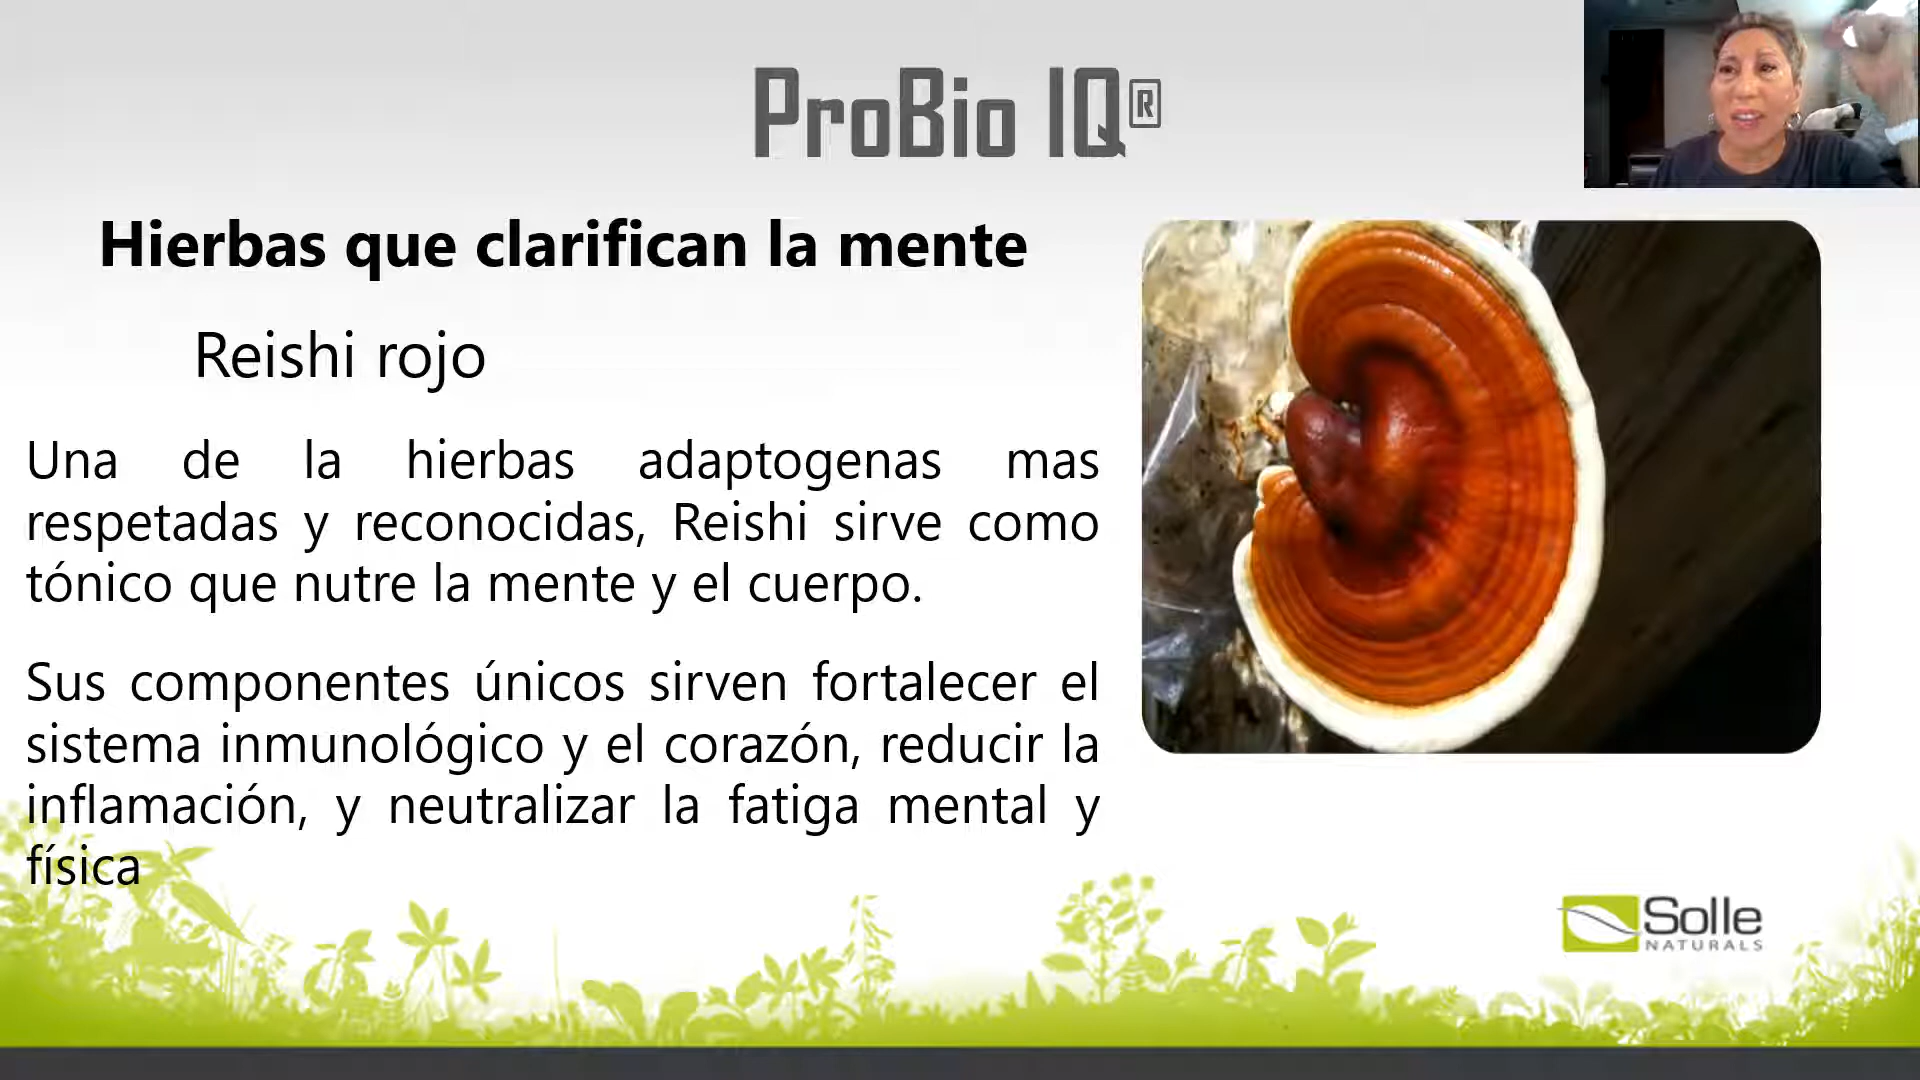 ProBio IQ®
Hierbas que clarifican la mente
Reishi rojo
Una de la hierbas adaptogenas mas
respetadas y reconocidas, Reishi sirve como
tónico que nutre la mente y el cuerpo.
Sus componentes únicos sirven fortalecer el
sistema inmunológico y el corazón, reducir la
inflamación, y neutralizar la fatiga mental y
física
Solle
NATURALS